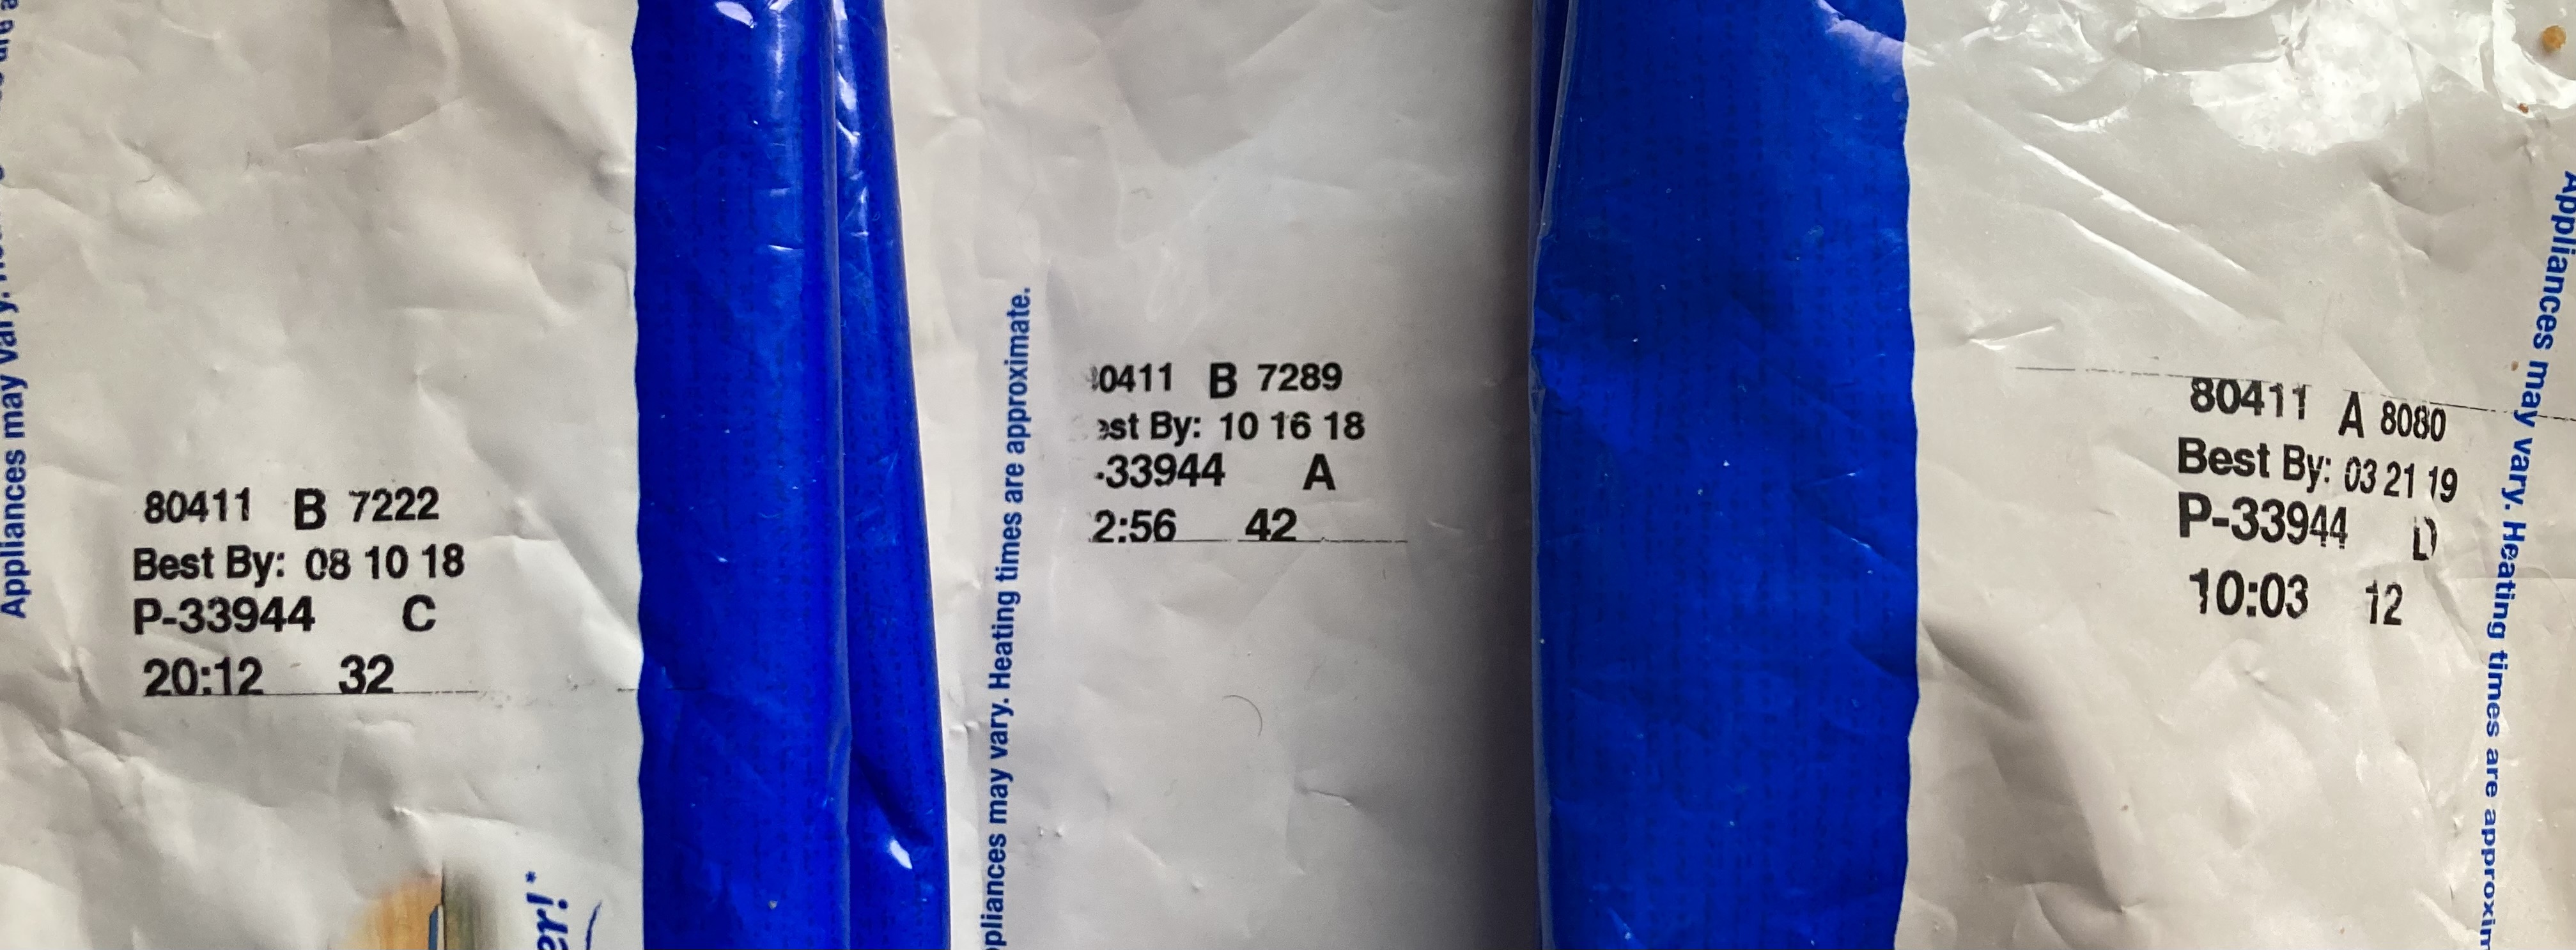 Appliances may vary.
80411 B 7222
Best By: 08 10 18
P-33944 C
20:12 32
er!*
ppliances may vary. Heating times are approximate.
0411 B 7289
st By: 10 16 18
-33944 A
2:56 42
80411 A 8080
Best By: 03 21 19
P-33944 D
10:03 12
Appliances may vary. Heating times are approxim